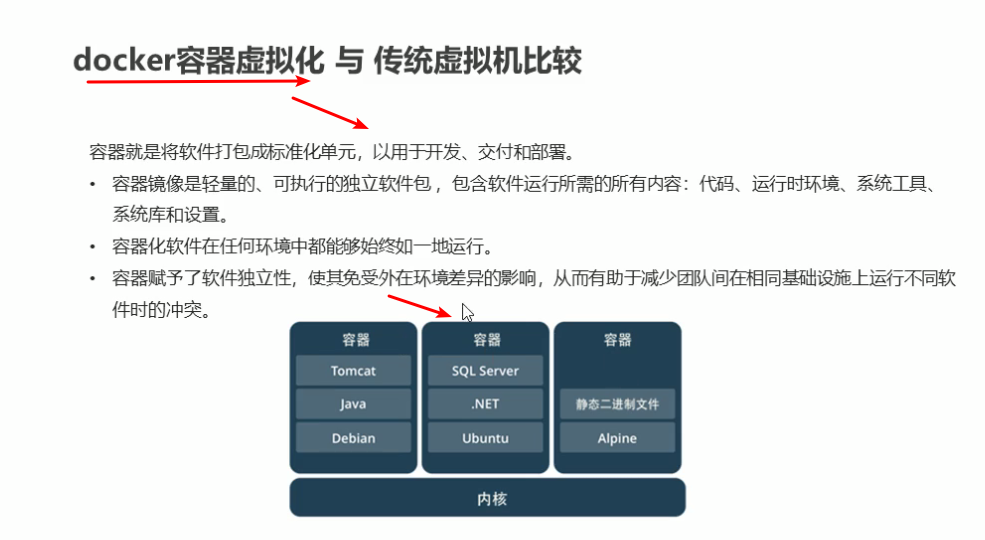 docker容器虚拟化 与 传统虚拟机比较
容器就是将软件打包成标准化单元，以用于开发、交付和部署。
• 容器镜像是轻量的、可执行的独立软件包 ，包含软件运行所需的所有内容：代码、运行时环境、系统工具、
系统库和设置。
• 容器化软件在任何环境中都能够始终如一地运行。
• 容器赋予了软件独立性，使其免受外在环境差异的影响，从而有助于减少团队间在相同基础设施上运行不同软
件时的冲突。
容器
Tomcat
Java
Debian
容器
SQL Server
.NET
Ubuntu
容器
静态二进制文件
Alpine
内核